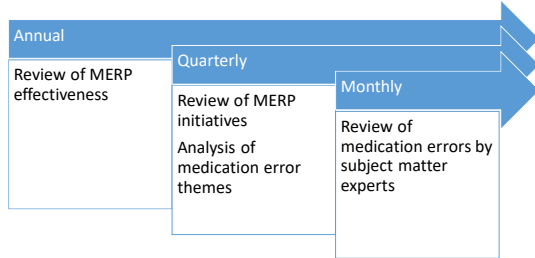 Annual
Review of MERP
effectiveness
Quarterly
Review of MERP
initiatives
Analysis of
medication error
themes
Monthly
Review of
medication errors by
subject matter
experts